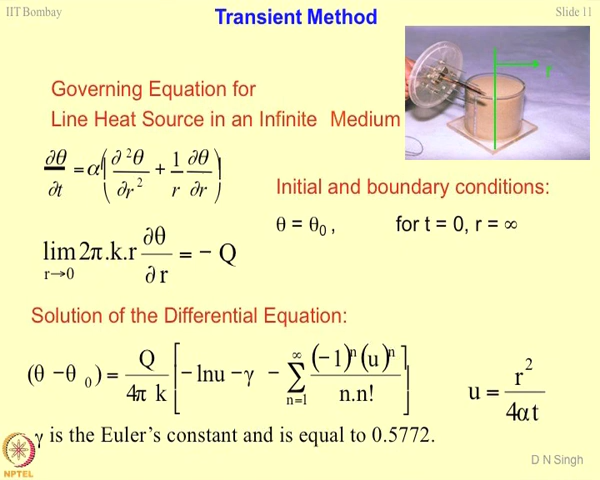 IIT Bombay
Transient Method
Slide 11
r
Governing Equation for
Line Heat Source in an Infinite Medium
∂θ/∂t = α(∂²θ/∂r² + 1/r ∂θ/∂r)
Initial and boundary conditions:
θ = θ₀ , for t = 0, r = ∞
lim r→0 2π.k.r ∂θ/∂r = − Q
Solution of the Differential Equation:
(θ − θ₀) = Q/4π k [− lnu − γ − ∑ n=1 ∞ (−1)ⁿ(u)ⁿ/n.n!]
u = r²/4αt
γ is the Euler's constant and is equal to 0.5772.
NPTEL
D N Singh